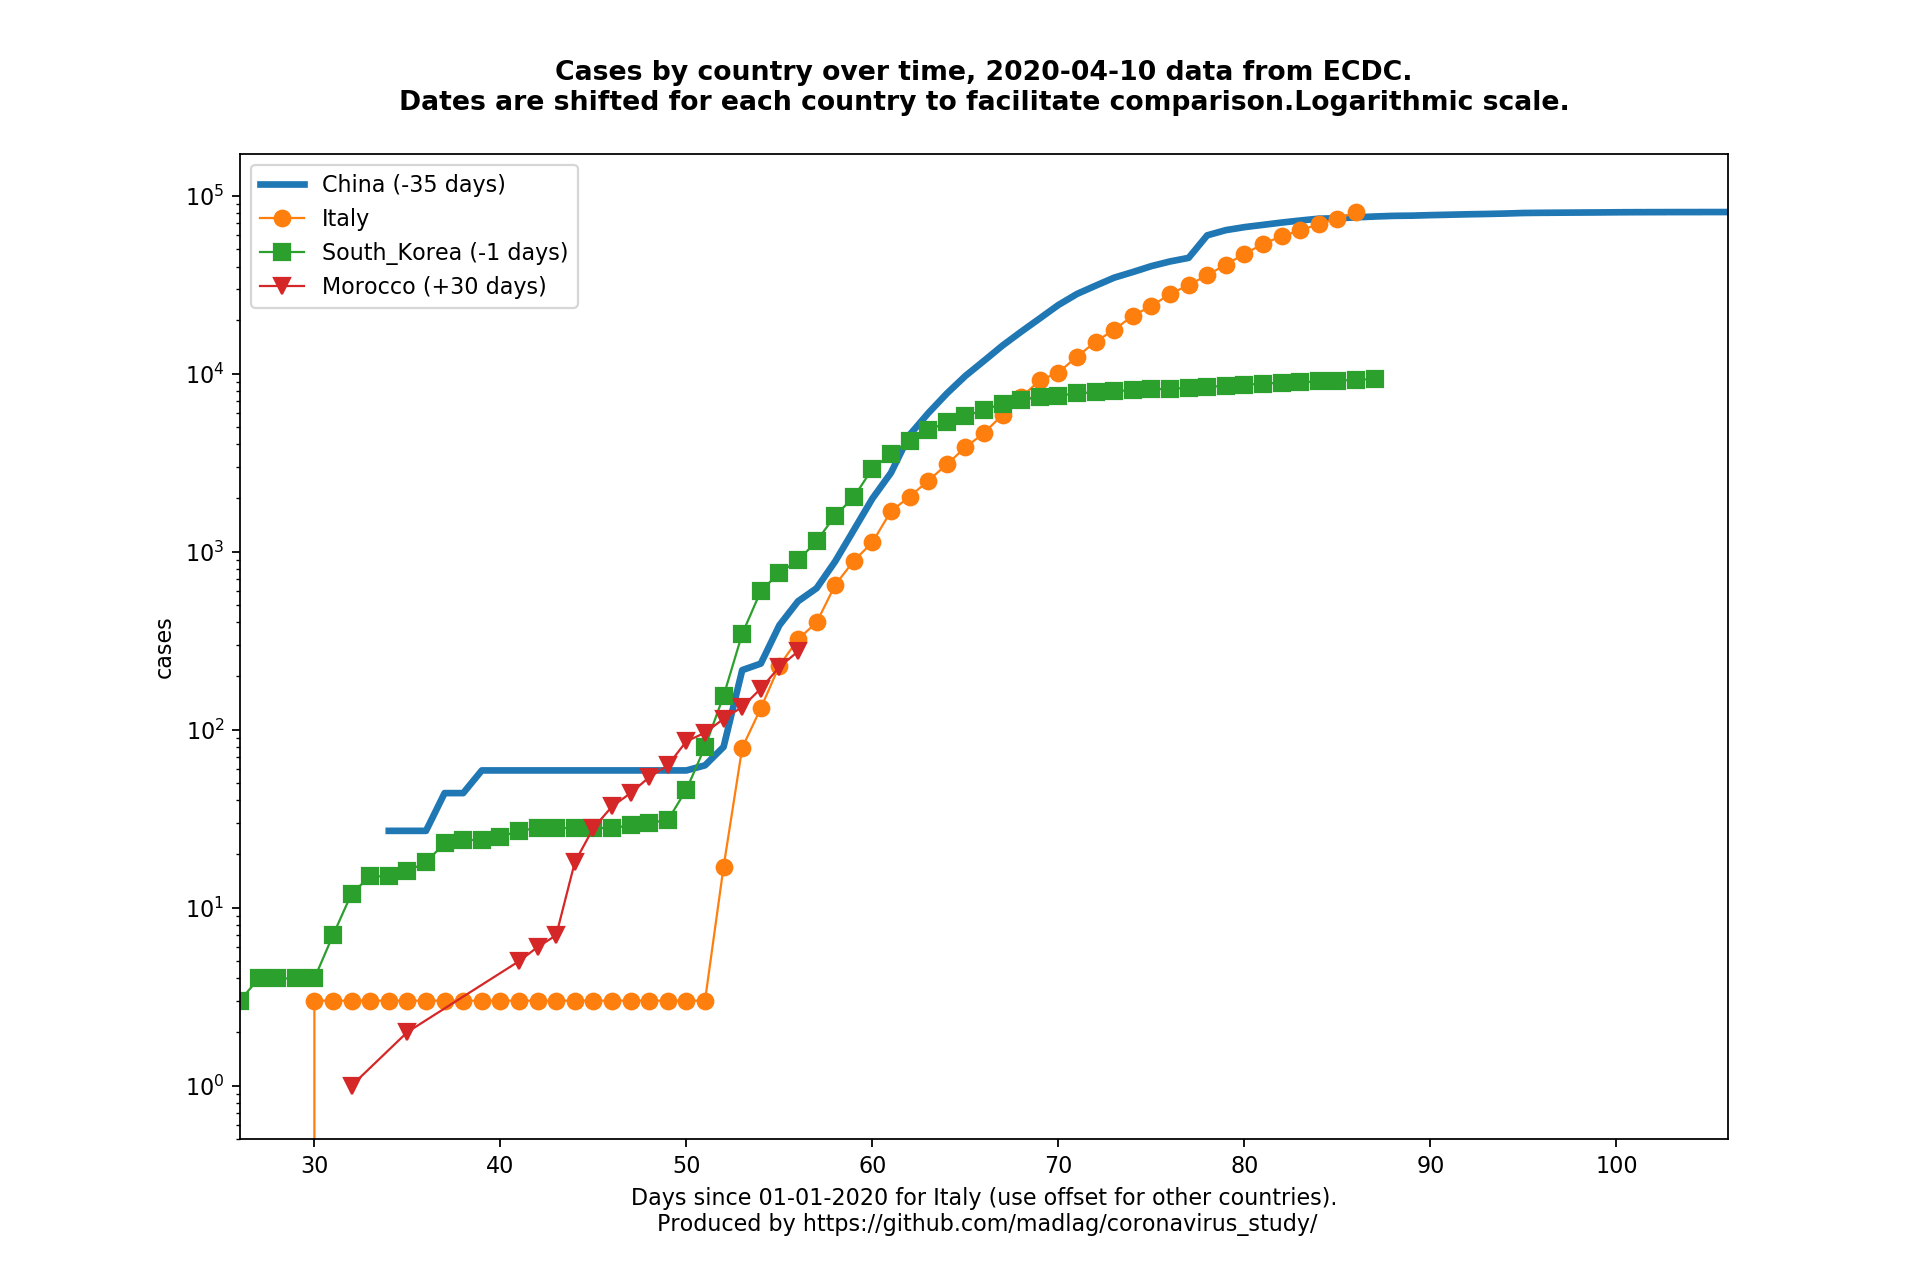 Cases by country over time, 2020-04-10 data from ECDC.
Dates are shifted for each country to facilitate comparison.Logarithmic scale.
China (-35 days)
Italy
South_Korea (-1 days)
Morocco (+30 days)
10⁵
10⁴
10³
10²
10¹
10⁰
cases
30 40 50 60 70 80 90 100
Days since 01-01-2020 for Italy (use offset for other countries).
Produced by https://github.com/madlag/coronavirus_study/